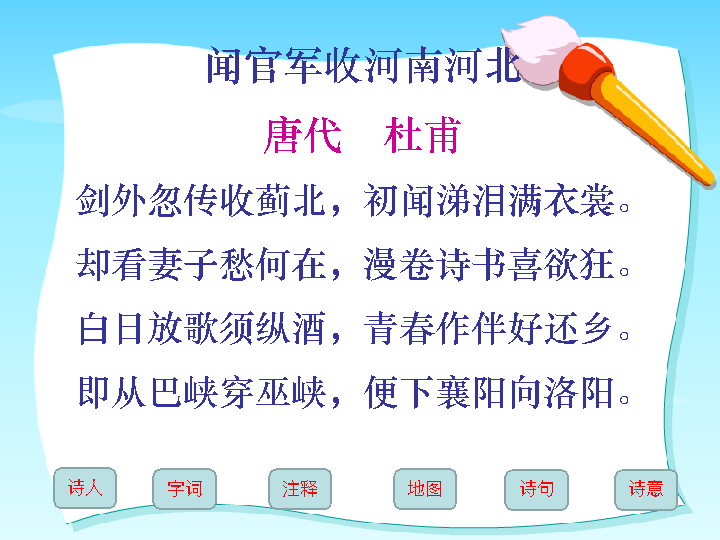 闻官军收河南河北
唐代 杜甫
剑外忽传收蓟北，初闻涕泪满衣裳。
却看妻子愁何在，漫卷诗书喜欲狂。
白日放歌须纵酒，青春作伴好还乡。
即从巴峡穿巫峡，便下襄阳向洛阳。
诗人 字词 注释 地图 诗句 诗意